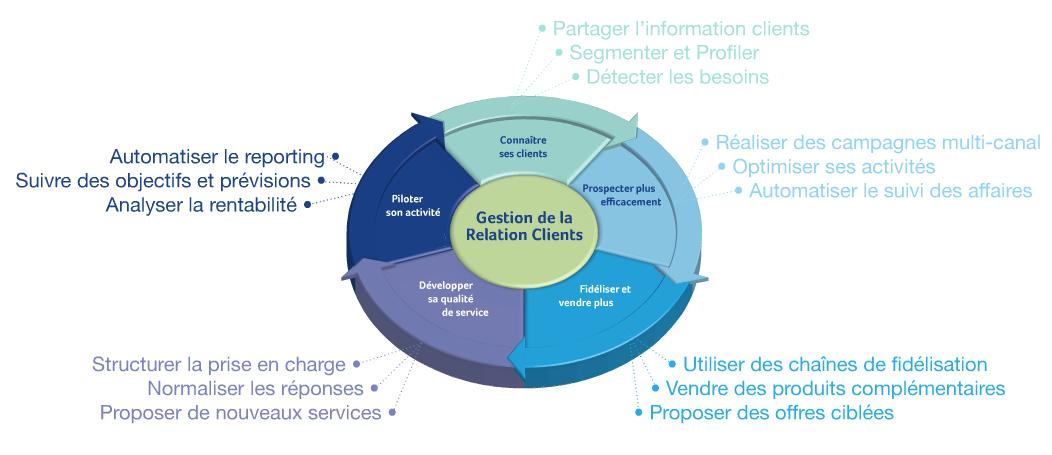 Partager l'information clients
Segmenter et Profiler
Détecter les besoins
Réaliser des campagnes multi-canal
Optimiser ses activités
Automatiser le suivi des affaires
Automatiser le reporting
Suivre des objectifs et prévisions
Analyser la rentabilité
Connaître
ses clients
Prospecter plus
efficacement
Piloter
son activité
Gestion de la
Relation Clients
Développer
sa qualité
de service
Fidéliser et
vendre plus
Structurer la prise en charge
Normaliser les réponses
Proposer de nouveaux services
Utiliser des chaînes de fidélisation
Vendre des produits complémentaires
Proposer des offres ciblées